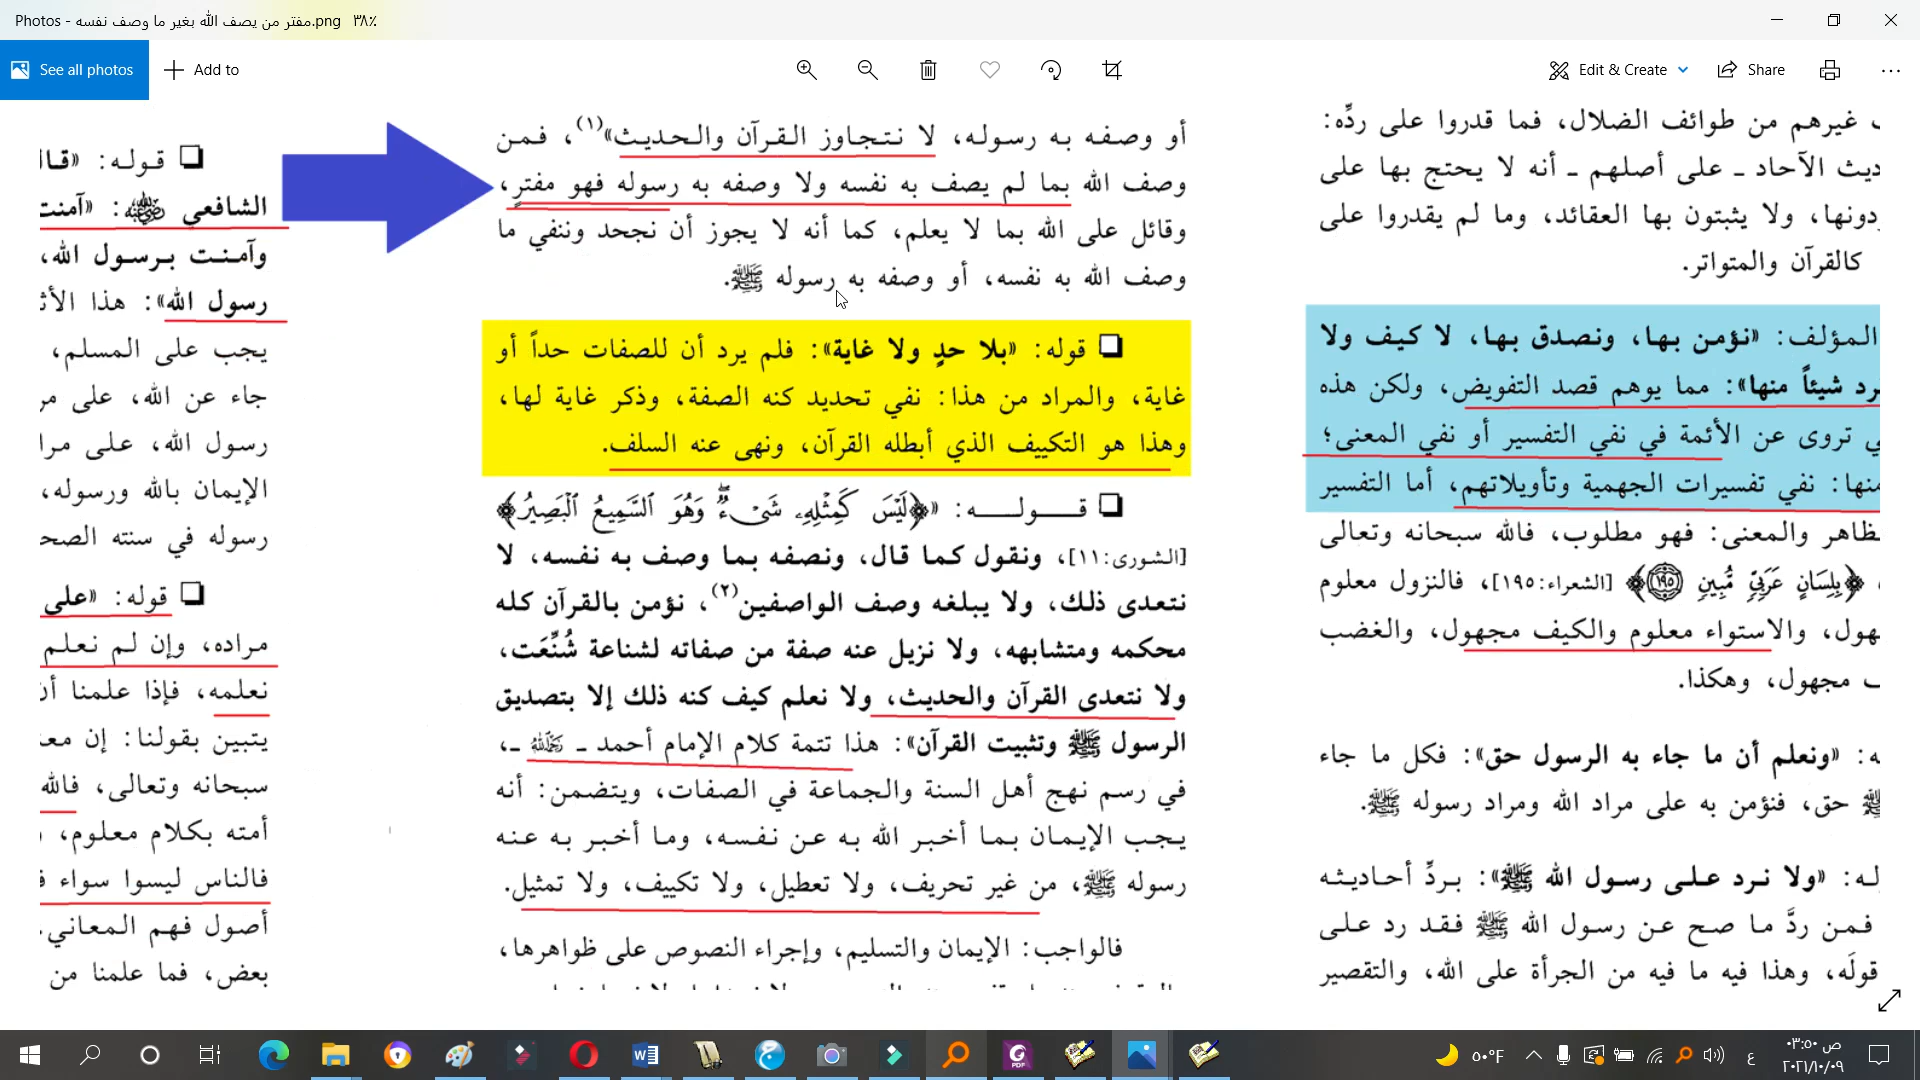 Photos - مفتر من يصف الله بغير ما وصف نفسه.png ٣٨٪
See all photos
Add to
Edit & Create
Share
ب غيرهم من طوائف الضلال، فما قدروا على ردِّه:
ديث الآحاد ـ على أصلهم ـ أنه لا يحتج بها على
دونها، ولا يثبتون بها العقائد، وما لم يقدروا على
كالقرآن والمتواتر.
المؤلف: «نؤمن بها، ونصدق بها، لا كيف ولا
رد شيئاً منها»: مما يوهم قصد التفويض، ولكن هذه
ي تروى عن الأئمة في نفي التفسير أو نفي المعنى؛
منها: نفي تفسيرات الجهمية وتأويلاتهم، أما التفسير
ظاهر والمعنى: فهو مطلوب، فالله سبحانه وتعالى
﴿بِلِسَانٍ عَرَبِيٍّ مُّبِينٍ ١٩٥﴾ [الشعراء:١٩٥]، فالنزول معلوم
هول، والاستواء معلوم والكيف مجهول، والغضب
ف مجهول، وهكذا.
ه: «ونعلم أن ما جاء به الرسول حق»: فكل ما جاء
ﷺ حق، فنؤمن به على مراد الله ومراد رسوله ﷺ.
له: «ولا نرد على رسول الله ﷺ»: بردِّ أحاديثه
فمن ردَّ ما صح عن رسول الله ﷺ فقد رد على
قولَه، وهذا فيه ما فيه من الجرأة على الله، والتقصير
أو وصفه به رسوله، لا نتجاوز القرآن والحديث»(١)، فمن
وصف الله بما لم يصف به نفسه ولا وصفه به رسوله فهو مفترٍ،
وقائل على الله بما لا يعلم، كما أنه لا يجوز أن نجحد وننفي ما
وصف الله به نفسه، أو وصفه به رسوله ﷺ.
❑ قوله: «بلا حدٍ ولا غاية»: فلم يرد أن للصفات حداً أو
غاية، والمراد من هذا: نفي تحديد كنه الصفة، وذكر غاية لها،
وهذا هو التكييف الذي أبطله القرآن، ونهى عنه السلف.
❑ قوله: «﴿لَيْسَ كَمِثْلِهِۦ شَىْءٌ ۖ وَهُوَ ٱلسَّمِيعُ ٱلْبَصِيرُ﴾
[الشورى:١١]، ونقول كما قال، ونصفه بما وصف به نفسه، لا
نتعدى ذلك، ولا يبلغه وصف الواصفين(٢)، نؤمن بالقرآن كله
محكمه ومتشابهه، ولا نزيل عنه صفة من صفاته لشناعة شُنِّعَت،
ولا نتعدى القرآن والحديث، ولا نعلم كيف كنه ذلك إلا بتصديق
الرسول ﷺ وتثبيت القرآن»: هذا تتمة كلام الإمام أحمد ـ رَحِمَهُ اللهُ ـ،
في رسم نهج أهل السنة والجماعة في الصفات، ويتضمن: أنه
يجب الإيمان بما أخبر الله به عن نفسه، وما أخبر به عنه
رسوله ﷺ، من غير تحريف، ولا تعطيل، ولا تكييف، ولا تمثيل.
فالواجب: الإيمان والتسليم، وإجراء النصوص على ظواهرها،
❑ قوله: «قال
الشافعي رضي الله عنه: «آمنت
وآمنت برسول الله،
رسول الله»: هذا الأثر
يجب على المسلم،
جاء عن الله، على مر
رسول الله، على مرا
الإيمان بالله ورسوله،
رسوله في سنته الصح
❑ قوله: «على
مراده، وإن لم نعلم
نعلمه، فإذا علمنا أن
يتبين بقولنا: إن معن
سبحانه وتعالى، فالله
أمته بكلام معلوم،
فالناس ليسوا سواء ف
أصول فهم المعاني،
بعض، فما علمنا من
٥٠°F
ع
٠٣:٥٠ ص
٢٠٢١/١٠/٠٩